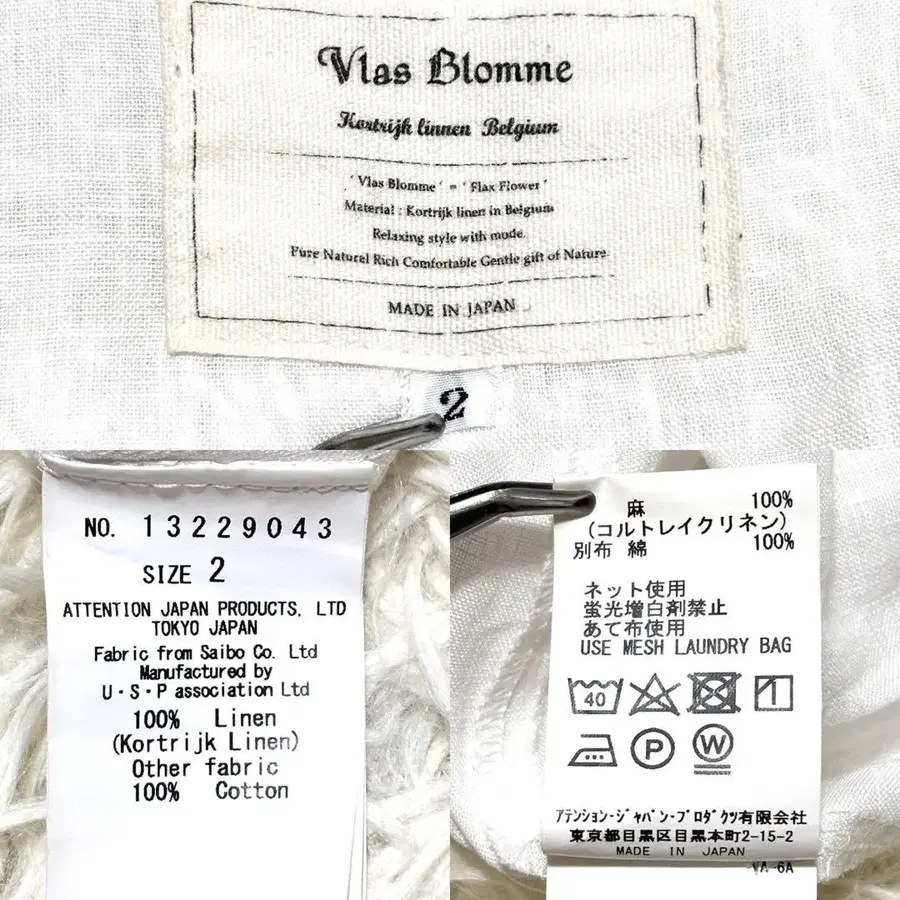 Vlas Blomme
Kortrijk linnen Belgium
'Vlas Blomme' = 'Flax Flower'
Material : Kortrijk linen in Belgium
Relaxing style with mode.
Pure Naturel Rich Comfortable Gentle gift of Nature
MADE IN JAPAN
2
NO. 13229043
SIZE 2
ATTENTION JAPAN PRODUCTS. LTD
TOKYO JAPAN
Fabric from Saibo Co. Ltd
Manufactured by
U・S・P association Ltd
100% Linen
(Kortrijk Linen)
Other fabric
100% Cotton
麻 100%
(コルトレイクリネン)
別布 綿 100%
ネット使用
蛍光増白剤禁止
あて布使用
USE MESH LAUNDRY BAG
40
P
W
アテンション・ジャパン・プロダクツ有限会社
東京都目黒区目黒本町2-15-2
MADE IN JAPAN
VA-6A